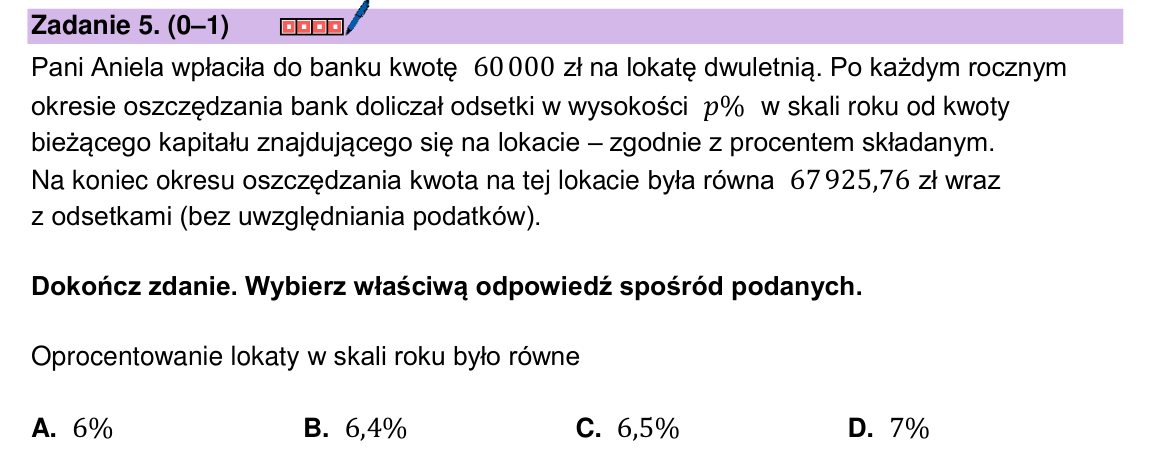 Zadanie 5. (0–1)
Pani Aniela wpłaciła do banku kwotę 60 000 zł na lokatę dwuletnią. Po każdym rocznym
okresie oszczędzania bank doliczał odsetki w wysokości p% w skali roku od kwoty
bieżącego kapitału znajdującego się na lokacie – zgodnie z procentem składanym.
Na koniec okresu oszczędzania kwota na tej lokacie była równa 67 925,76 zł wraz
z odsetkami (bez uwzględniania podatków).
Dokończ zdanie. Wybierz właściwą odpowiedź spośród podanych.
Oprocentowanie lokaty w skali roku było równe
A. 6% B. 6,4% C. 6,5% D. 7%